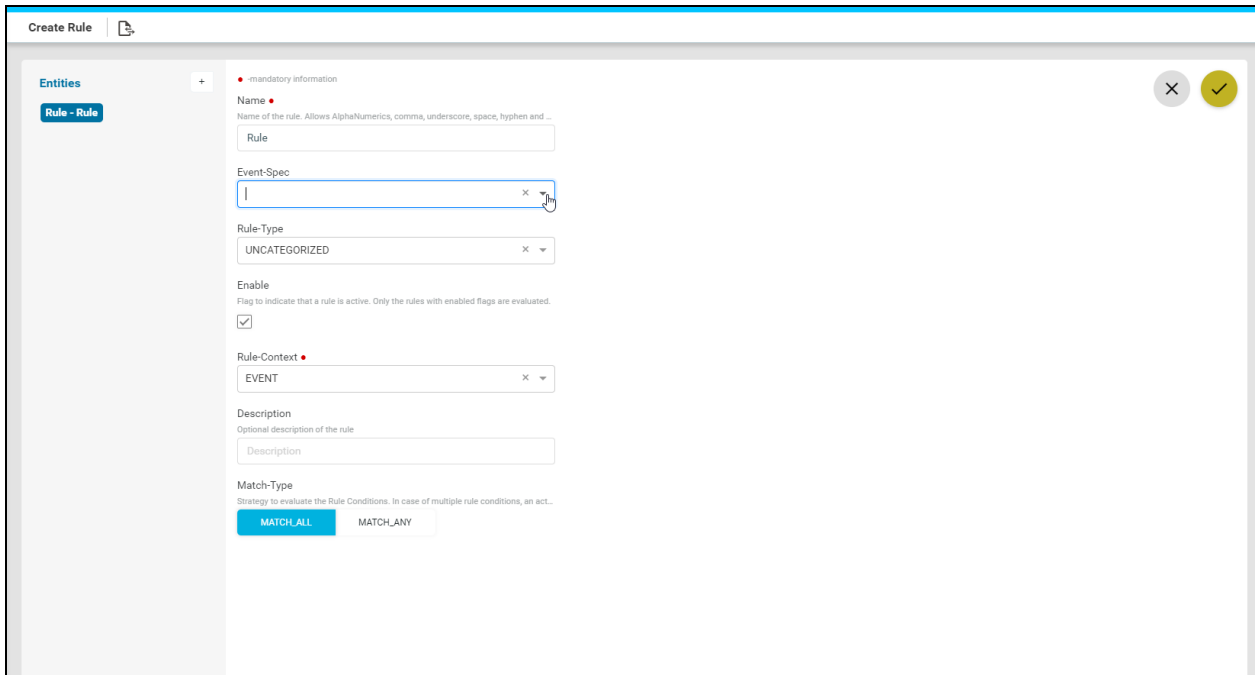 Create Rule
Entities
+
Rule - Rule
-mandatory information
Name
Name of the rule. Allows AlphaNumerics, comma, underscore, space, hyphen and ...
Rule
Event-Spec
Rule-Type
UNCATEGORIZED
Enable
Flag to indicate that a rule is active. Only the rules with enabled flags are evaluated.
Rule-Context
EVENT
Description
Optional description of the rule
Description
Match-Type
Strategy to evaluate the Rule Conditions. In case of multiple rule conditions, an act...
MATCH_ALL MATCH_ANY